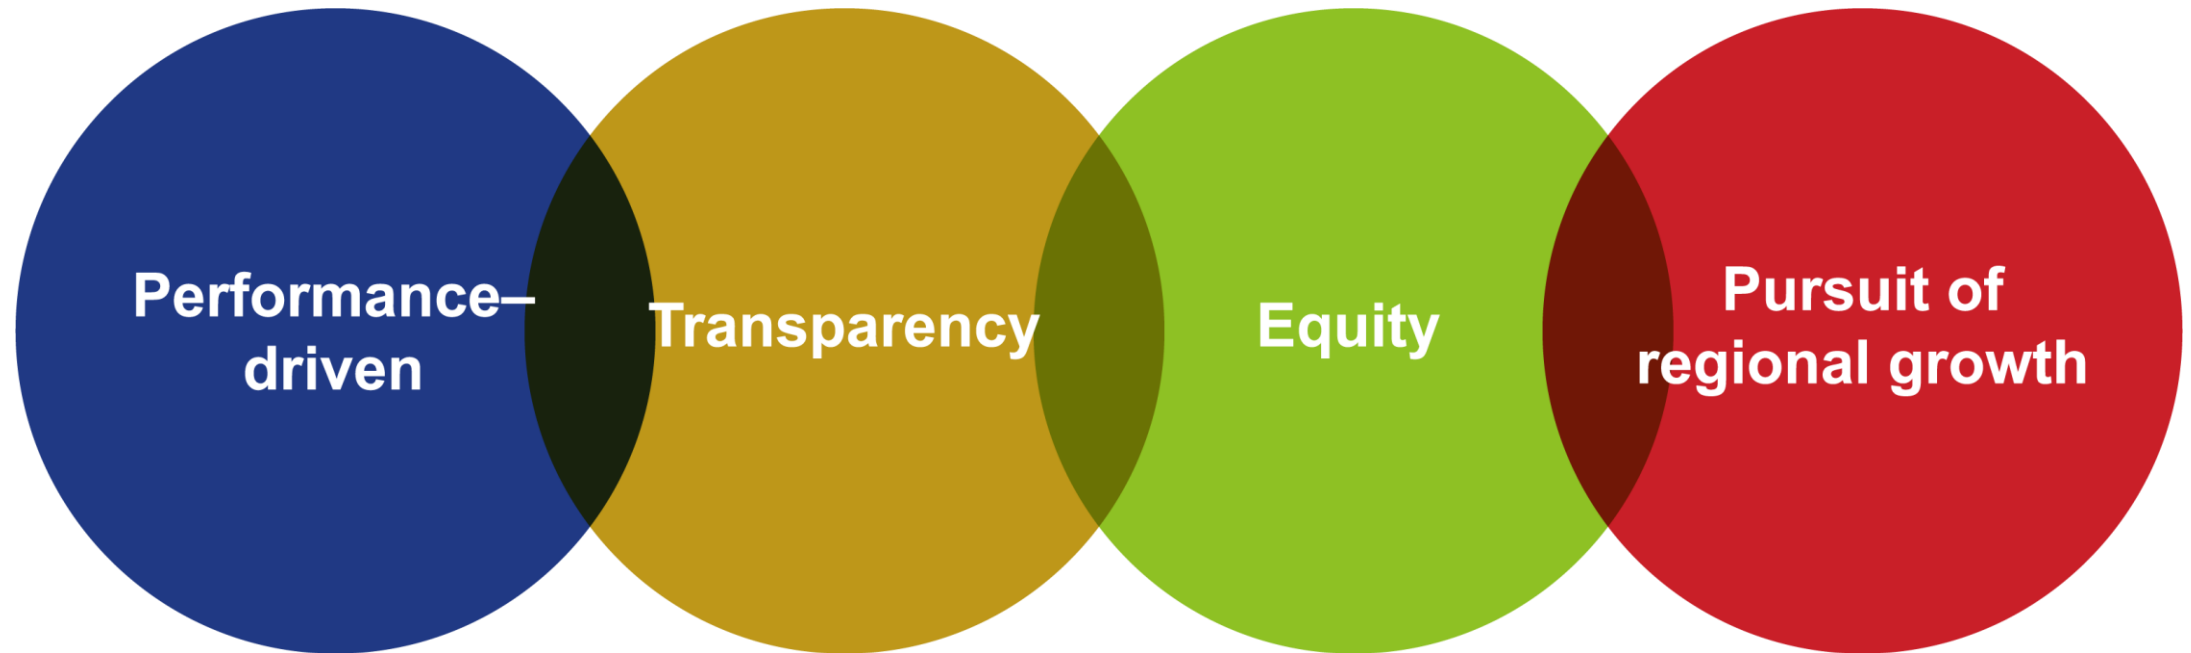 Performance–
driven
Transparency
Equity
Pursuit of
regional growth